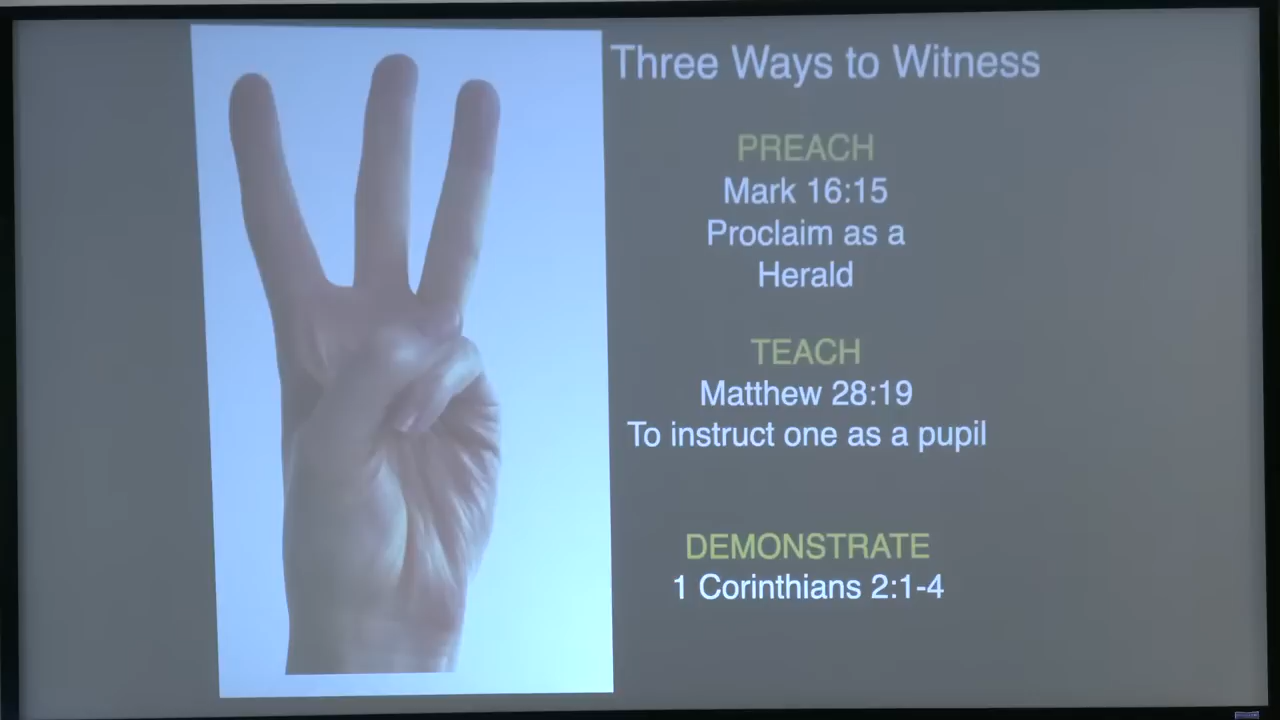 Three Ways to Witness
PREACH
Mark 16:15
Proclaim as a
Herald
TEACH
Matthew 28:19
To instruct one as a pupil
DEMONSTRATE
1 Corinthians 2:1-4